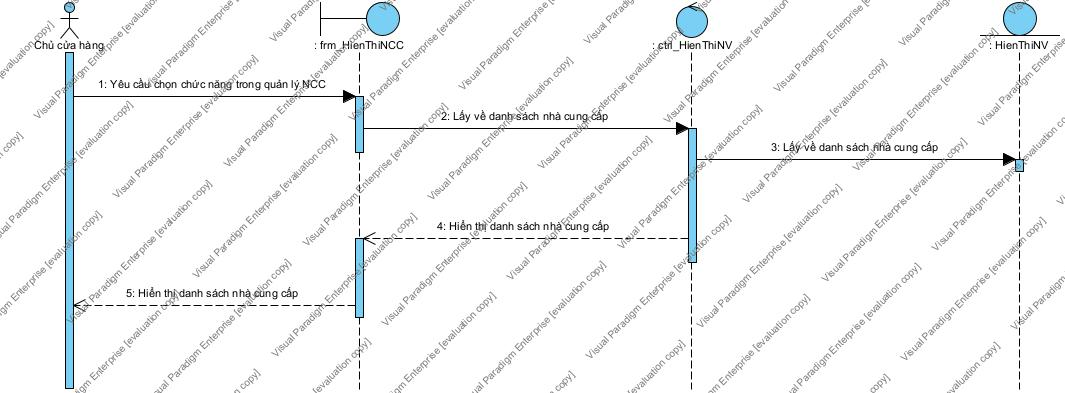 Chủ cửa hàng
: frm_HienThiNCC
: ctrl_HienThiNV
: HienThiNV
1: Yêu cầu chọn chức năng trong quản lý NCC
2: Lấy về danh sách nhà cung cấp
3: Lấy về danh sách nhà cung cấp
4: Hiển thị danh sách nhà cung cấp
5: Hiển thị danh sách nhà cung cấp
Visual Paradigm Enterprise [evaluation copy]